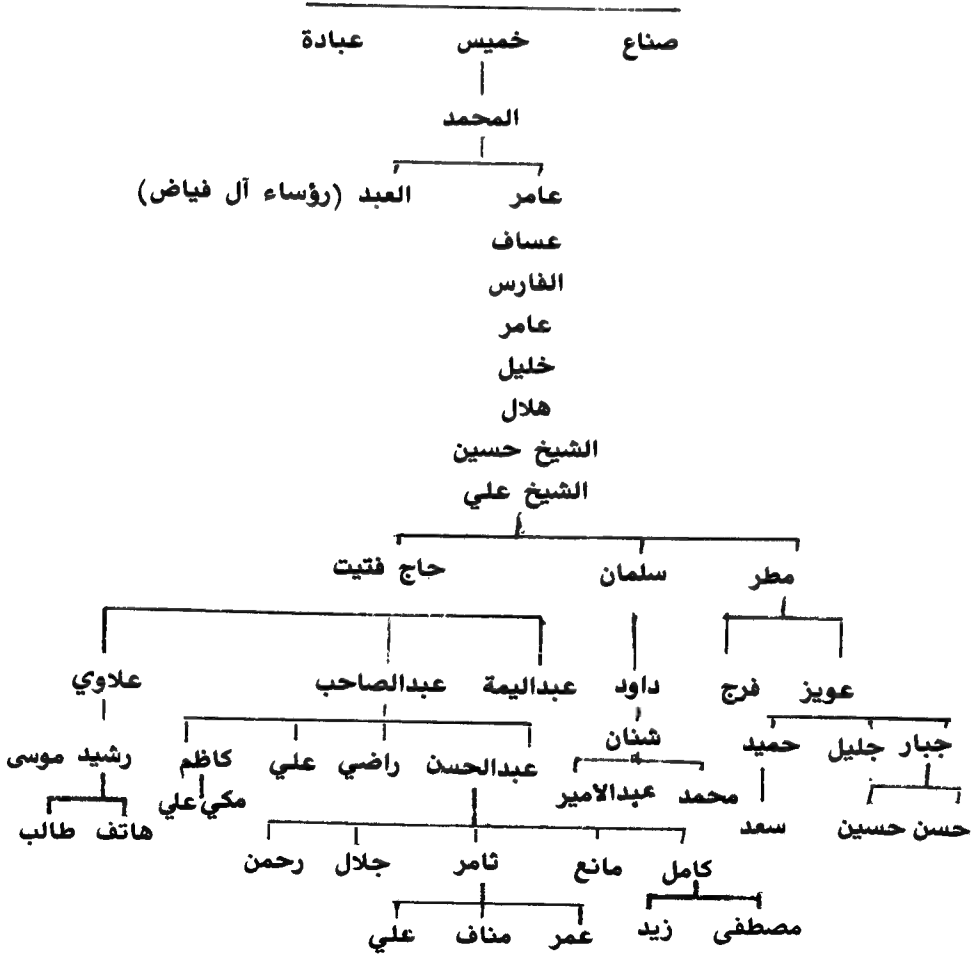 صناع خميس عبادة
المحمد
عامر العبد (رؤساء آل فياض)
عساف
الفارس
عامر
خليل
هلال
الشيخ حسين
الشيخ علي
مطر سلمان حاج فتيت
عويز فرج داود عبداليمة عبدالصاحب علاوي
جبار جليل حميد شنان عبدالحسن راضي علي كاظم رشيد موسى
محمد عبدالامير مكي علي
حسن حسين سعد هاتف طالب
كامل مانع ثامر جلال رحمن
مصطفى زيد عمر مناف علي